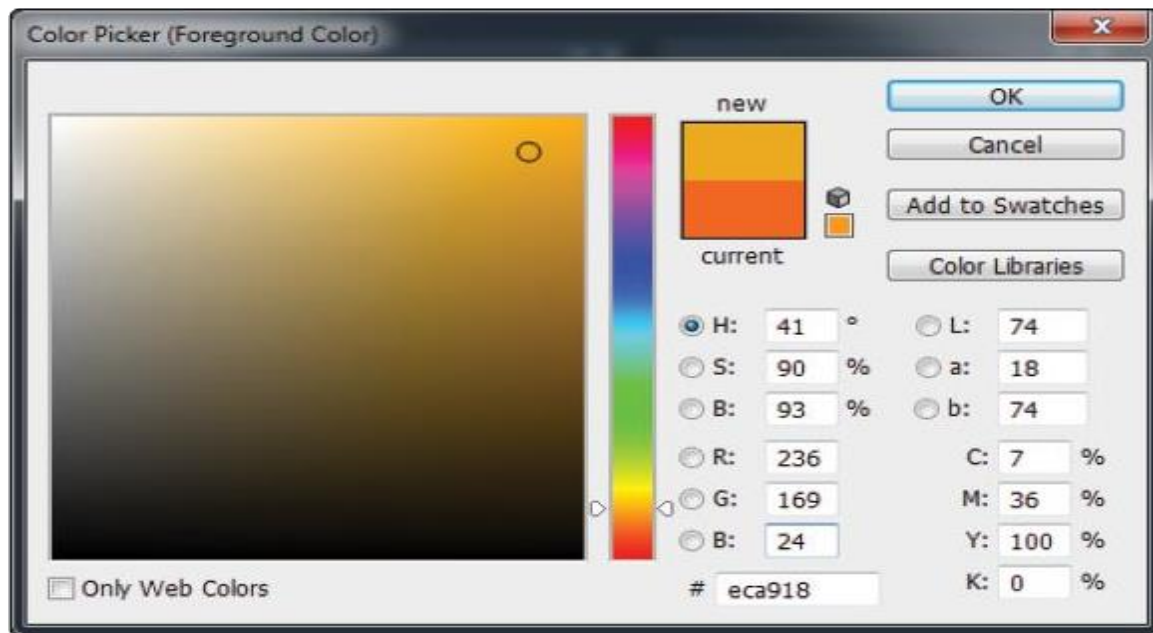 Color Picker (Foreground Color)
new
current
OK
Cancel
Add to Swatches
Color Libraries
H: 41 °
S: 90 %
B: 93 %
R: 236
G: 169
B: 24
# eca918
L: 74
a: 18
b: 74
C: 7 %
M: 36 %
Y: 100 %
K: 0 %
Only Web Colors